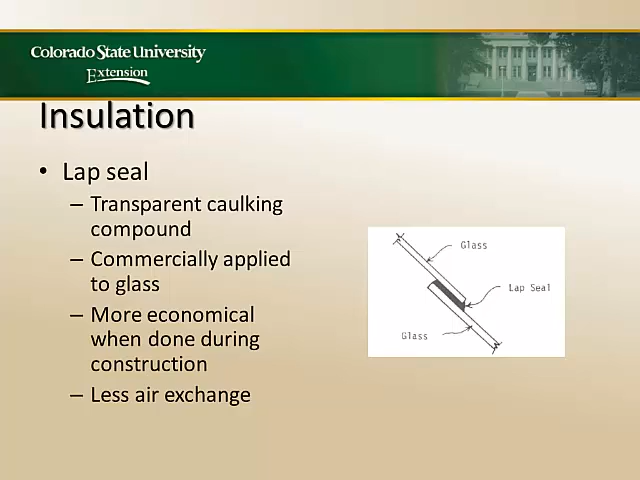 Colorado State University
Extension
Insulation
• Lap seal
– Transparent caulking
compound
– Commercially applied
to glass
– More economical
when done during
construction
– Less air exchange
Glass
Lap Seal
Glass